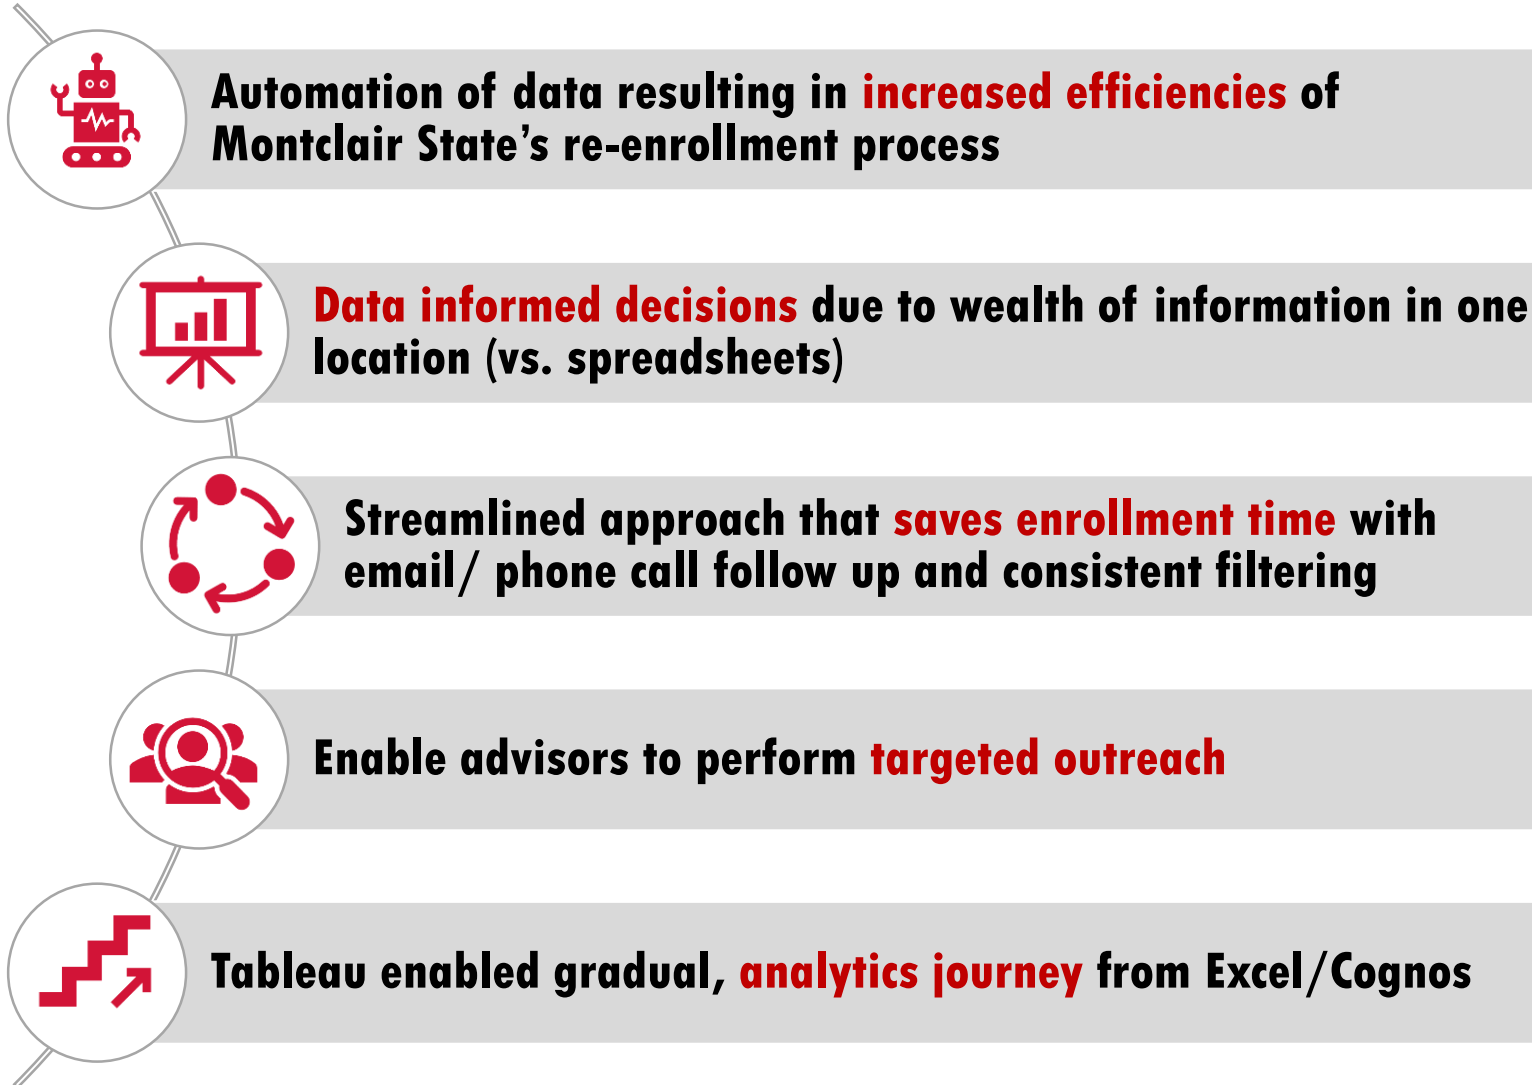 Automation of data resulting in increased efficiencies of
Montclair State’s re-enrollment process
Data informed decisions due to wealth of information in one
location (vs. spreadsheets)
Streamlined approach that saves enrollment time with
email/ phone call follow up and consistent filtering
Enable advisors to perform targeted outreach
Tableau enabled gradual, analytics journey from Excel/Cognos